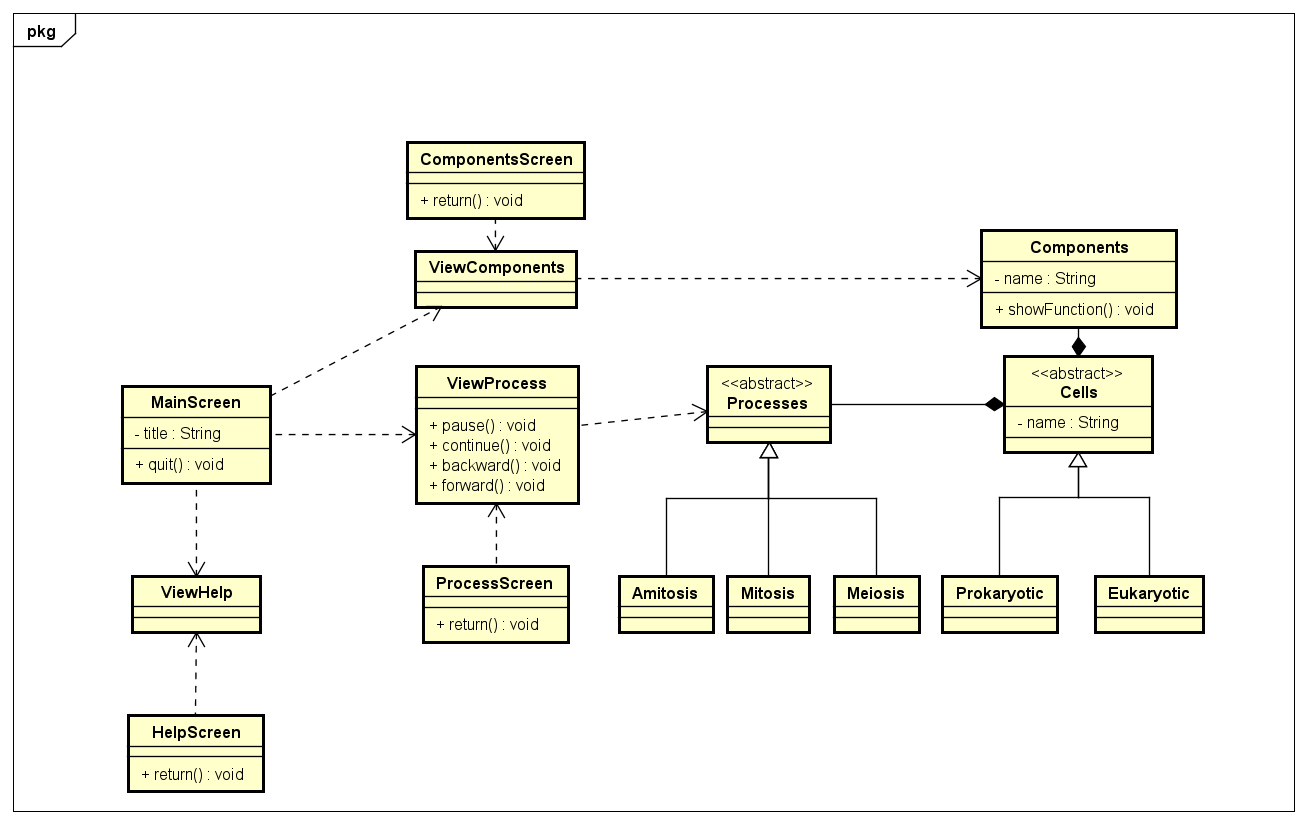 pkg
ComponentsScreen
+ return() : void
ViewComponents
Components
- name : String
+ showFunction() : void
MainScreen
- title : String
+ quit() : void
ViewProcess
+ pause() : void
+ continue() : void
+ backward() : void
+ forward() : void
<<abstract>>
Processes
<<abstract>>
Cells
- name : String
ViewHelp
ProcessScreen
+ return() : void
Amitosis
Mitosis
Meiosis
Prokaryotic
Eukaryotic
HelpScreen
+ return() : void